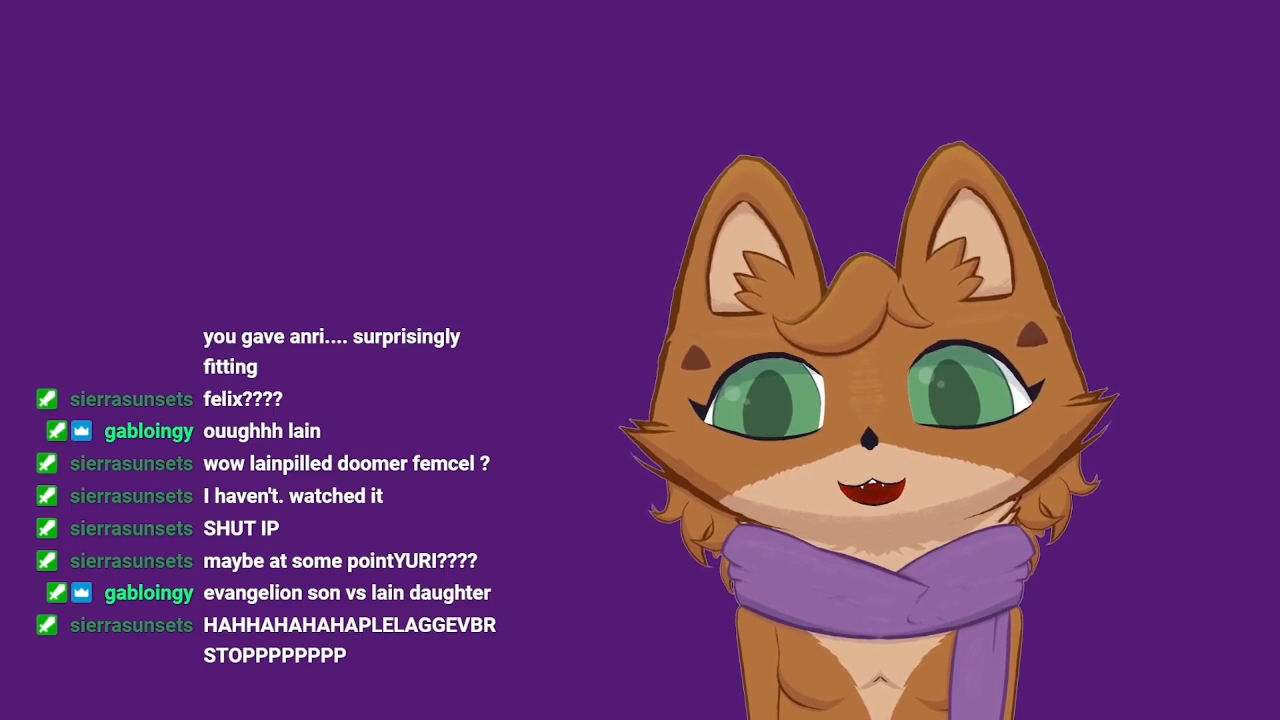 you gave anri.... surprisingly
fitting
sierrasunsets felix????
gabloingy ouughhh lain
sierrasunsets wow lainpilled doomer femcel ?
sierrasunsets I haven't. watched it
sierrasunsets SHUT IP
sierrasunsets maybe at some pointYURI????
gabloingy evangelion son vs lain daughter
sierrasunsets HAHHAHAHAHAPLELAGGEVBR
STOPPPPPPPP